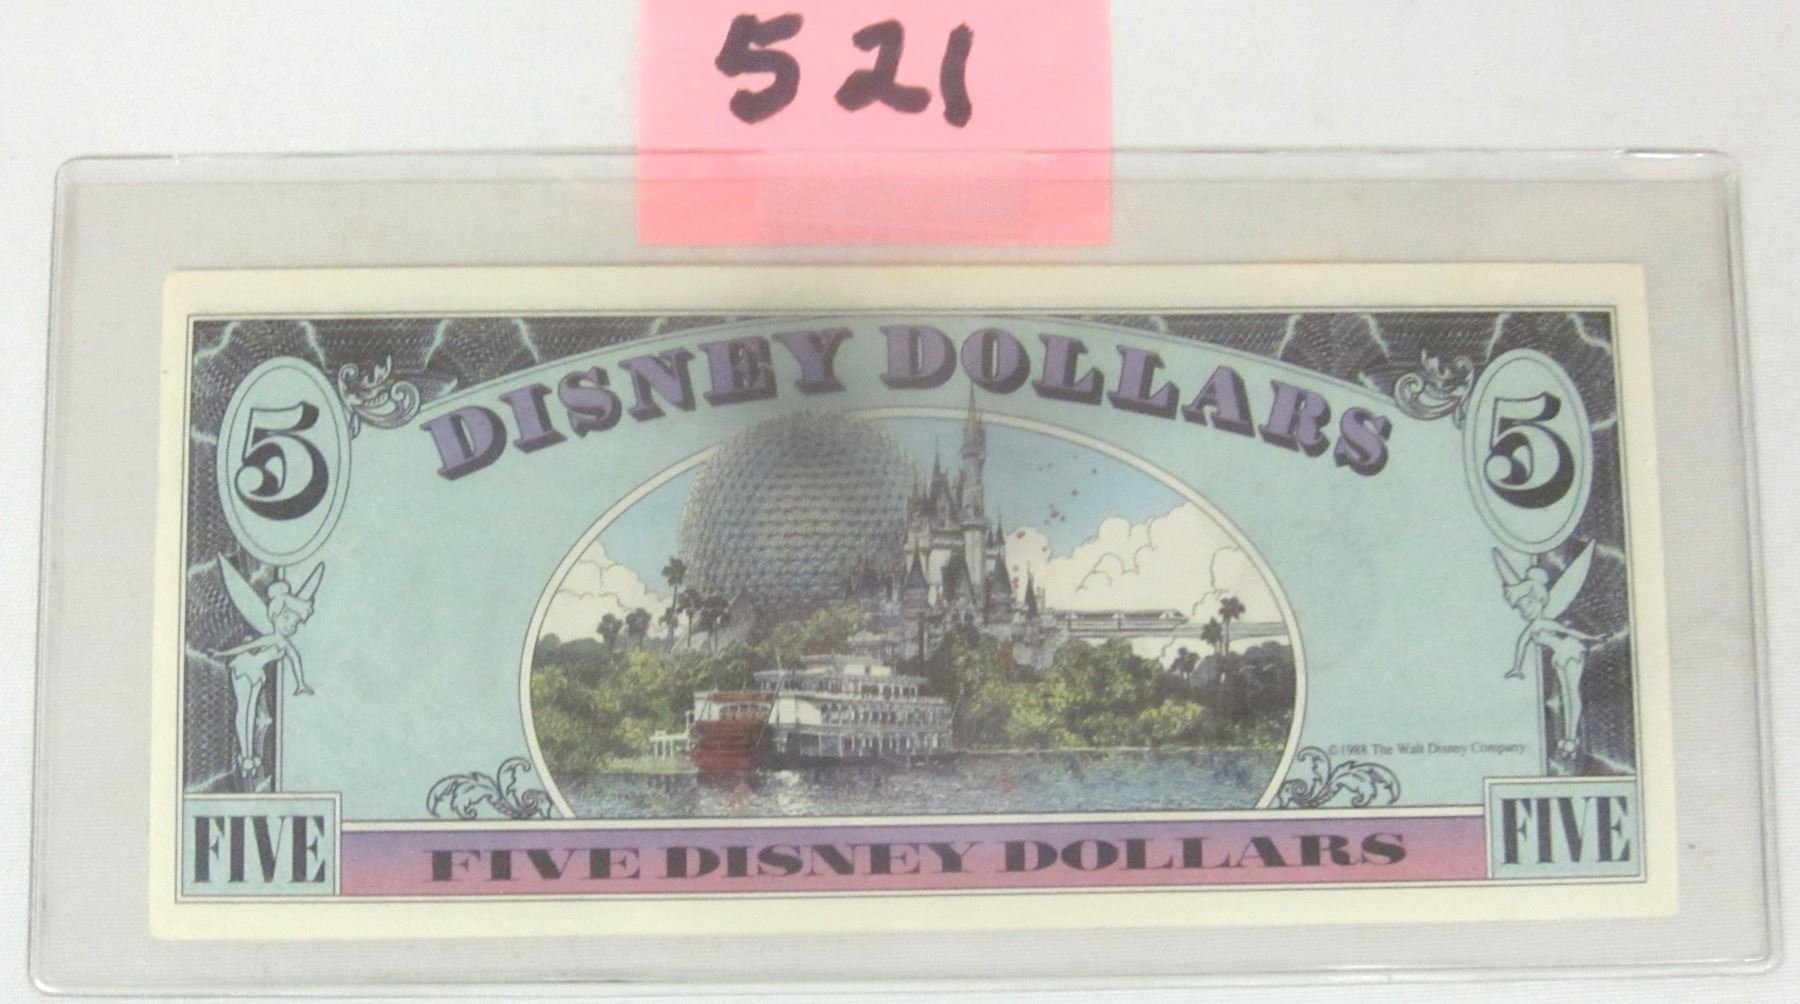 521
DISNEY DOLLARS
5 5
©1988 The Walt Disney Company
FIVE FIVE DISNEY DOLLARS FIVE